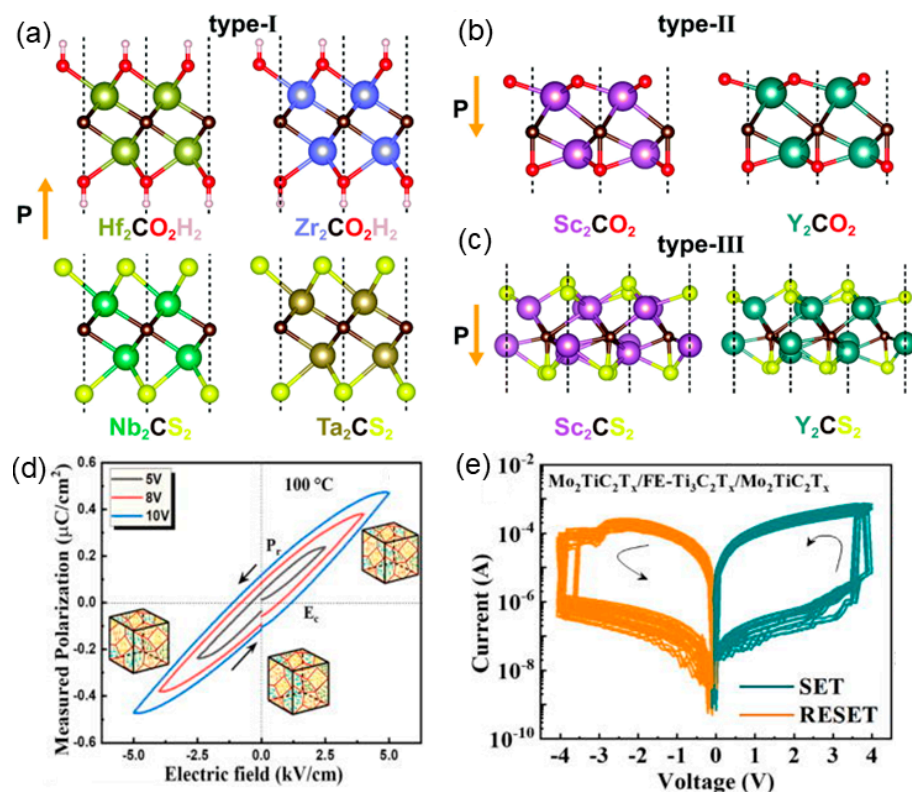 (a) type-I
P
Hf₂CO₂H₂ Zr₂CO₂H₂
Nb₂CS₂ Ta₂CS₂
(b) type-II
P
Sc₂CO₂ Y₂CO₂
(c) type-III
P
Sc₂CS₂ Y₂CS₂
(d)
Measured Polarization (μC/cm²)
0.6
0.4
0.2
0.0
-0.2
-0.4
-0.6
5V
8V
10V
100 °C
Pᵣ
E꜀
-5.0 -2.5 0.0 2.5 5.0
Electric field (kV/cm)
(e)
Current (A)
10⁻²
10⁻⁴
10⁻⁶
10⁻⁸
10⁻¹⁰
Mo₂TiC₂Tₓ/FE-Ti₃C₂Tₓ/Mo₂TiC₂Tₓ
SET
RESET
-4 -3 -2 -1 0 1 2 3 4
Voltage (V)